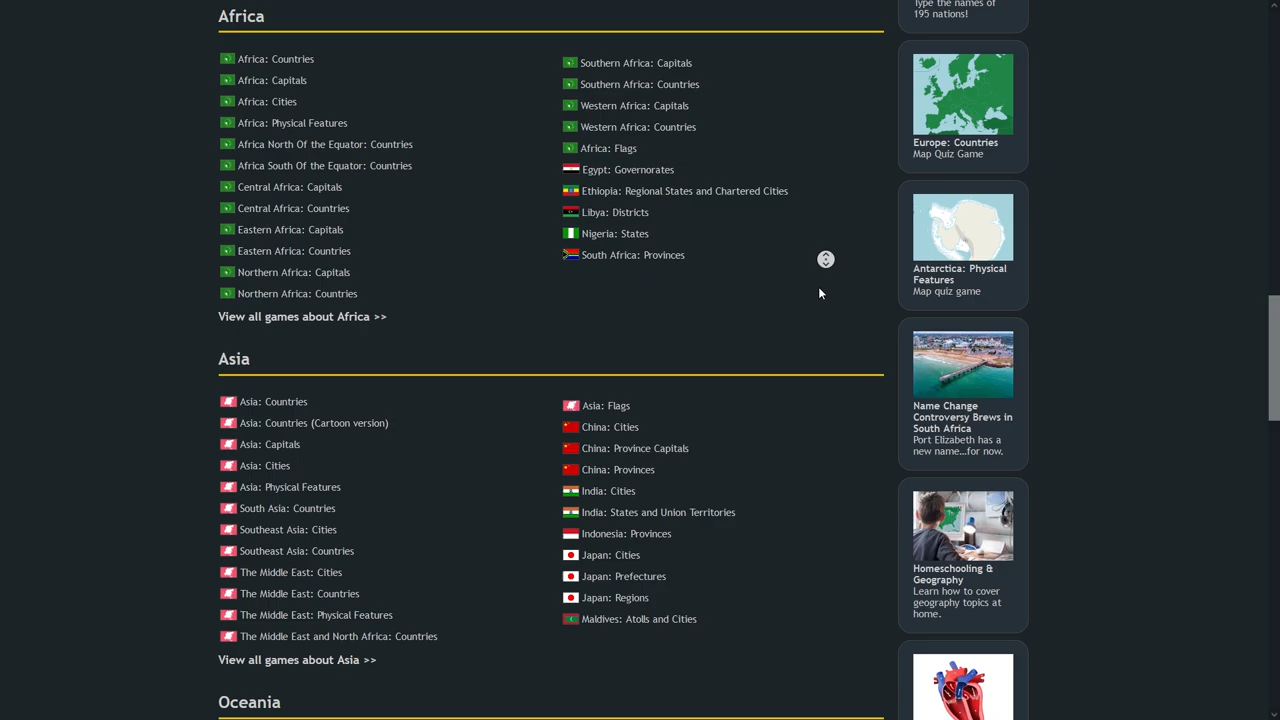 Africa
Africa: Countries
Africa: Capitals
Africa: Cities
Africa: Physical Features
Africa North Of the Equator: Countries
Africa South Of the Equator: Countries
Central Africa: Capitals
Central Africa: Countries
Eastern Africa: Capitals
Eastern Africa: Countries
Northern Africa: Capitals
Northern Africa: Countries
Southern Africa: Capitals
Southern Africa: Countries
Western Africa: Capitals
Western Africa: Countries
Africa: Flags
Egypt: Governorates
Ethiopia: Regional States and Chartered Cities
Libya: Districts
Nigeria: States
South Africa: Provinces
View all games about Africa >>
Asia
Asia: Countries
Asia: Countries (Cartoon version)
Asia: Capitals
Asia: Cities
Asia: Physical Features
South Asia: Countries
Southeast Asia: Cities
Southeast Asia: Countries
The Middle East: Cities
The Middle East: Countries
The Middle East: Physical Features
The Middle East and North Africa: Countries
Asia: Flags
China: Cities
China: Province Capitals
China: Provinces
India: Cities
India: States and Union Territories
Indonesia: Provinces
Japan: Cities
Japan: Prefectures
Japan: Regions
Maldives: Atolls and Cities
View all games about Asia >>
Oceania
Type the names of
195 nations!
Europe: Countries
Map Quiz Game
Antarctica: Physical
Features
Map quiz game
Name Change
Controversy Brews in
South Africa
Port Elizabeth has a
new name...for now.
Homeschooling &
Geography
Learn how to cover
geography topics at
home.